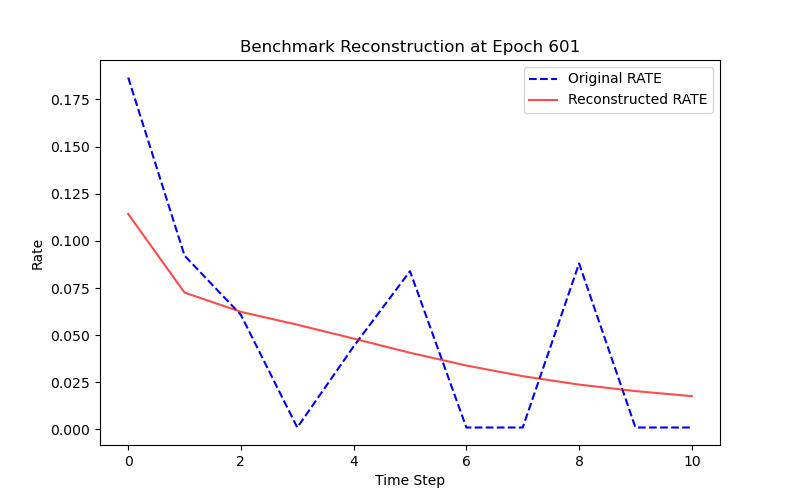 Benchmark Reconstruction at Epoch 601
Original RATE
Reconstructed RATE
0.175
0.150
0.125
0.100
0.075
0.050
0.025
0.000
Rate
0 2 4 6 8 10
Time Step